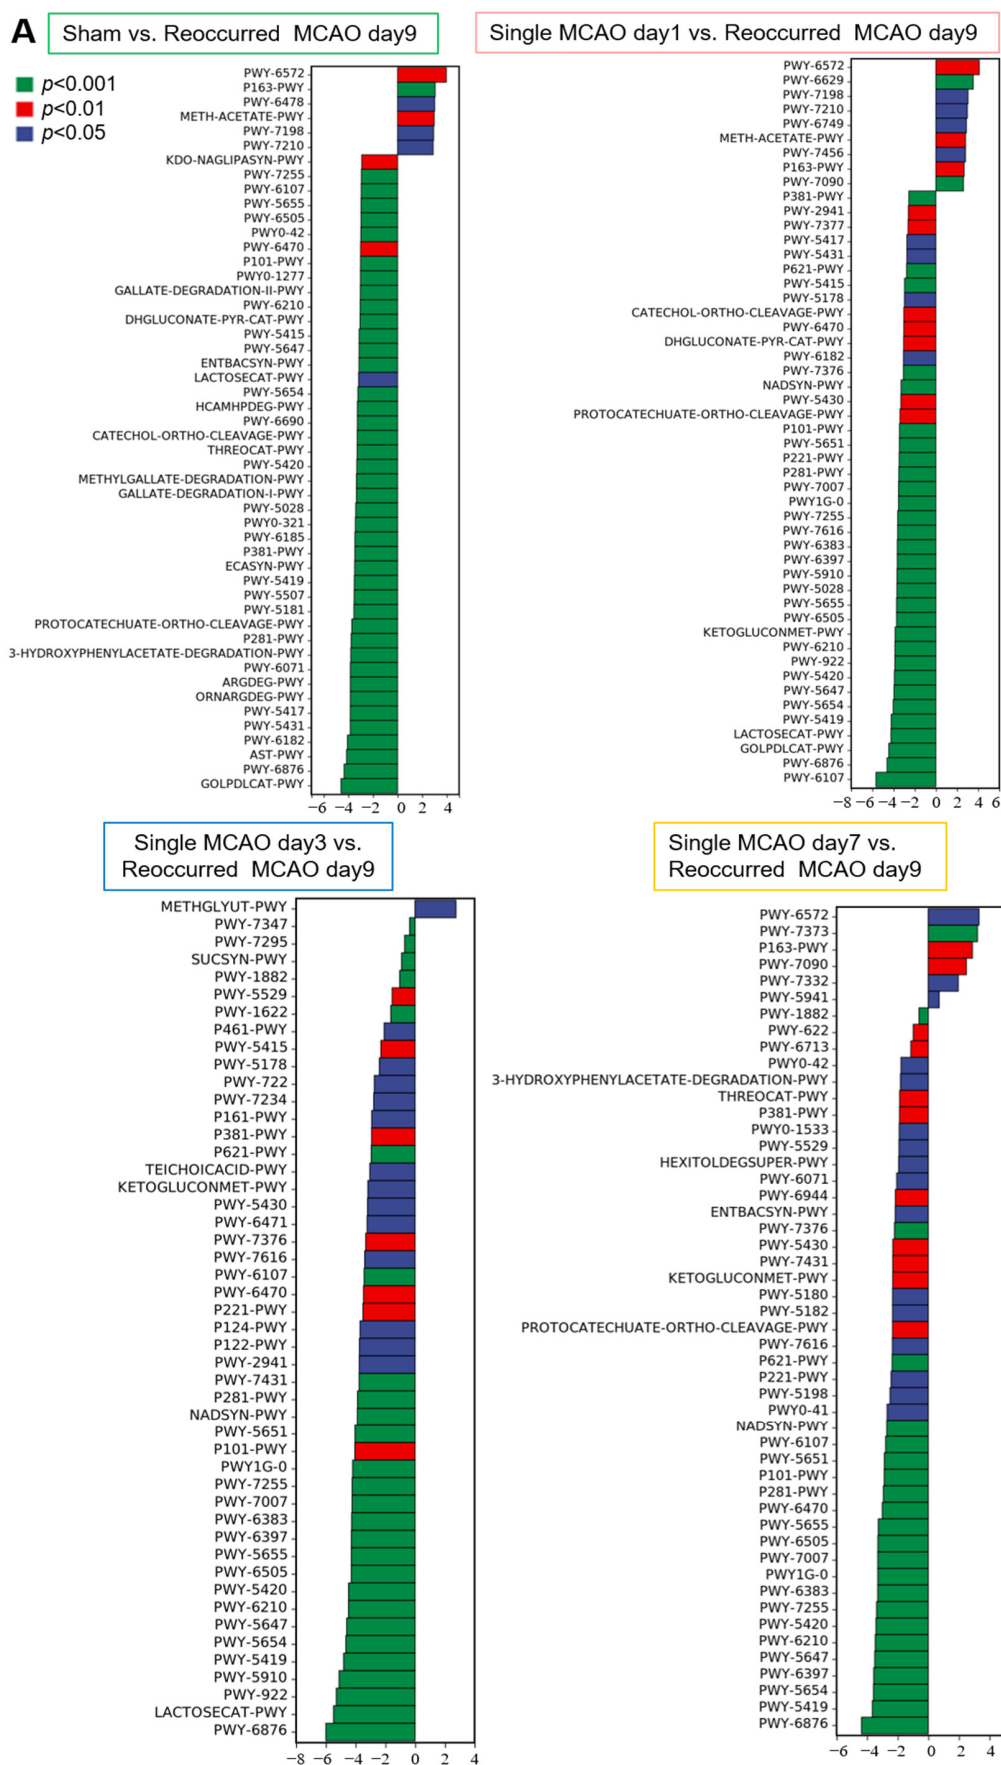 A
Sham vs. Reoccurred MCAO day9
p<0.001
p<0.01
p<0.05
PWY-6572
P163-PWY
PWY-6478
METH-ACETATE-PWY
PWY-7198
PWY-7210
KDO-NAGLIPASYN-PWY
PWY-7255
PWY-6107
PWY-5655
PWY-6505
PWY0-42
PWY-6470
P101-PWY
PWY0-1277
GALLATE-DEGRADATION-II-PWY
PWY-6210
DHGLUCONATE-PYR-CAT-PWY
PWY-5415
PWY-5647
ENTBACSYN-PWY
LACTOSECAT-PWY
PWY-5654
HCAMHPDEG-PWY
PWY-6690
CATECHOL-ORTHO-CLEAVAGE-PWY
THREOCAT-PWY
PWY-5420
METHYLGALLATE-DEGRADATION-PWY
GALLATE-DEGRADATION-I-PWY
PWY-5028
PWY0-321
PWY-6185
P381-PWY
ECASYN-PWY
PWY-5419
PWY-5507
PWY-5181
PROTOCATECHUATE-ORTHO-CLEAVAGE-PWY
P281-PWY
3-HYDROXYPHENYLACETATE-DEGRADATION-PWY
PWY-6071
ARGDEG-PWY
ORNARGDEG-PWY
PWY-5417
PWY-5431
PWY-6182
AST-PWY
PWY-6876
GOLPDLCAT-PWY
−6 −4 −2 0 2 4
Single MCAO day1 vs. Reoccurred MCAO day9
PWY-6572
PWY-6629
PWY-7198
PWY-7210
PWY-6749
METH-ACETATE-PWY
PWY-7456
P163-PWY
PWY-7090
P381-PWY
PWY-2941
PWY-7377
PWY-5417
PWY-5431
P621-PWY
PWY-5415
PWY-5178
CATECHOL-ORTHO-CLEAVAGE-PWY
PWY-6470
DHGLUCONATE-PYR-CAT-PWY
PWY-6182
PWY-7376
NADSYN-PWY
PWY-5430
PROTOCATECHUATE-ORTHO-CLEAVAGE-PWY
P101-PWY
PWY-5651
P221-PWY
P281-PWY
PWY-7007
PWY1G-0
PWY-7255
PWY-7616
PWY-6383
PWY-6397
PWY-5910
PWY-5028
PWY-5655
PWY-6505
KETOGLUCONMET-PWY
PWY-6210
PWY-922
PWY-5420
PWY-5647
PWY-5654
PWY-5419
LACTOSECAT-PWY
GOLPDLCAT-PWY
PWY-6876
PWY-6107
−8 −6 −4 −2 0 2 4 6
Single MCAO day3 vs.
Reoccurred MCAO day9
METHGLYUT-PWY
PWY-7347
PWY-7295
SUCSYN-PWY
PWY-1882
PWY-5529
PWY-1622
P461-PWY
PWY-5415
PWY-5178
PWY-722
PWY-7234
P161-PWY
P381-PWY
P621-PWY
TEICHOICACID-PWY
KETOGLUCONMET-PWY
PWY-5430
PWY-6471
PWY-7376
PWY-7616
PWY-6107
PWY-6470
P221-PWY
P124-PWY
P122-PWY
PWY-2941
PWY-7431
P281-PWY
NADSYN-PWY
PWY-5651
P101-PWY
PWY1G-0
PWY-7255
PWY-7007
PWY-6383
PWY-6397
PWY-5655
PWY-6505
PWY-5420
PWY-6210
PWY-5647
PWY-5654
PWY-5419
PWY-5910
PWY-922
LACTOSECAT-PWY
PWY-6876
−8 −6 −4 −2 0 2 4
Single MCAO day7 vs.
Reoccurred MCAO day9
PWY-6572
PWY-7373
P163-PWY
PWY-7090
PWY-7332
PWY-5941
PWY-1882
PWY-622
PWY-6713
PWY0-42
3-HYDROXYPHENYLACETATE-DEGRADATION-PWY
THREOCAT-PWY
P381-PWY
PWY0-1533
PWY-5529
HEXITOLDEGSUPER-PWY
PWY-6071
PWY-6944
ENTBACSYN-PWY
PWY-7376
PWY-5430
PWY-7431
KETOGLUCONMET-PWY
PWY-5180
PWY-5182
PROTOCATECHUATE-ORTHO-CLEAVAGE-PWY
PWY-7616
P621-PWY
P221-PWY
PWY-5198
PWY0-41
NADSYN-PWY
PWY-6107
PWY-5651
P101-PWY
P281-PWY
PWY-6470
PWY-5655
PWY-6505
PWY-7007
PWY1G-0
PWY-6383
PWY-7255
PWY-5420
PWY-6210
PWY-5647
PWY-6397
PWY-5654
PWY-5419
PWY-6876
−6 −4 −2 0 2 4